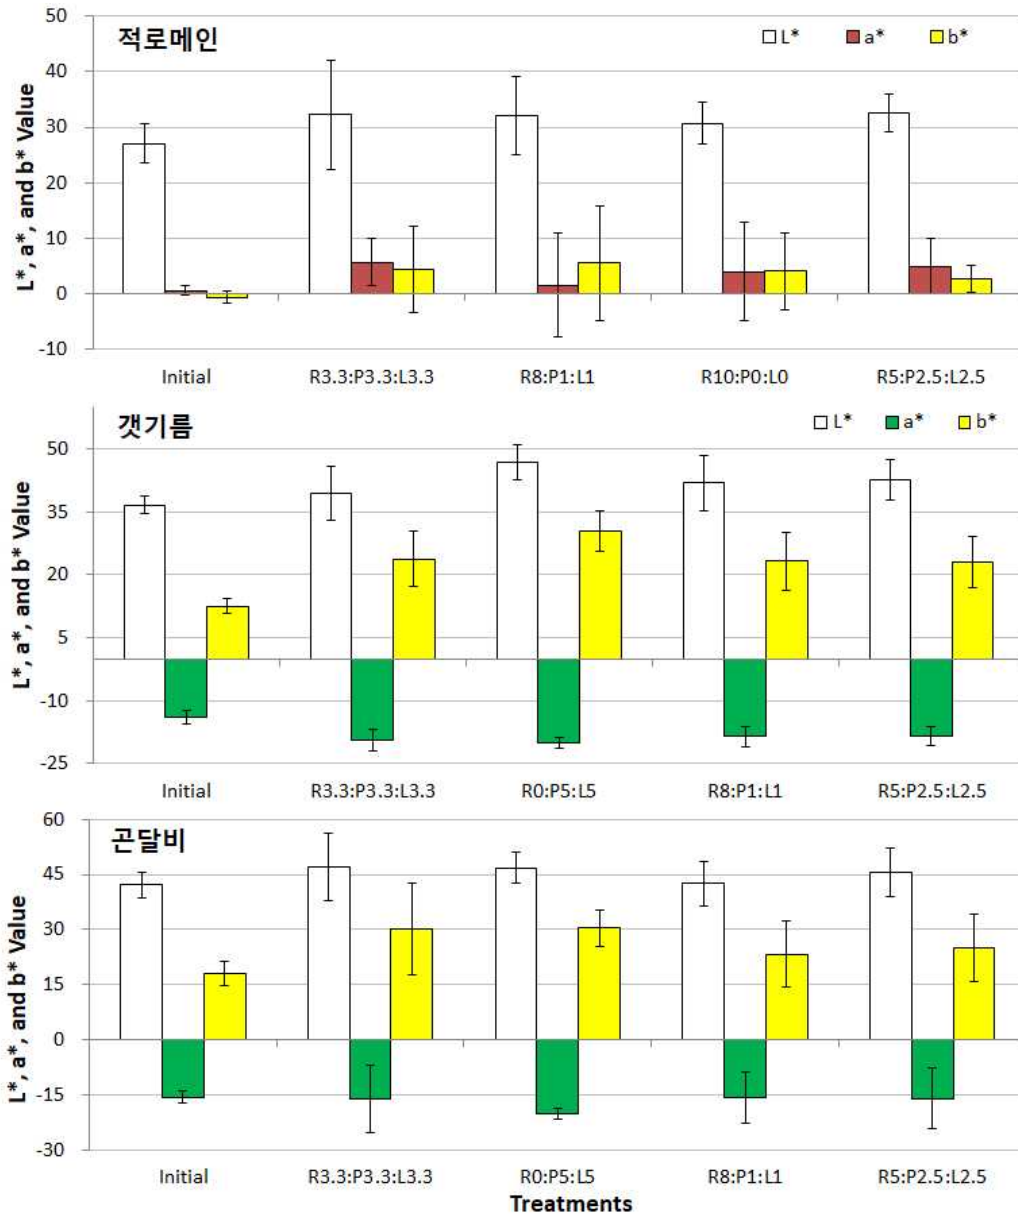 적로메인
L* a* b*
L*, a*, and b* Value
50
40
30
20
10
0
-10
Initial R3.3:P3.3:L3.3 R8:P1:L1 R10:P0:L0 R5:P2.5:L2.5
갯기름
L* a* b*
L*, a*, and b* Value
50
35
20
5
-10
-25
Initial R3.3:P3.3:L3.3 R0:P5:L5 R8:P1:L1 R5:P2.5:L2.5
곤달비
L*, a*, and b* Value
60
45
30
15
0
-15
-30
Initial R3.3:P3.3:L3.3 R0:P5:L5 R8:P1:L1 R5:P2.5:L2.5
Treatments